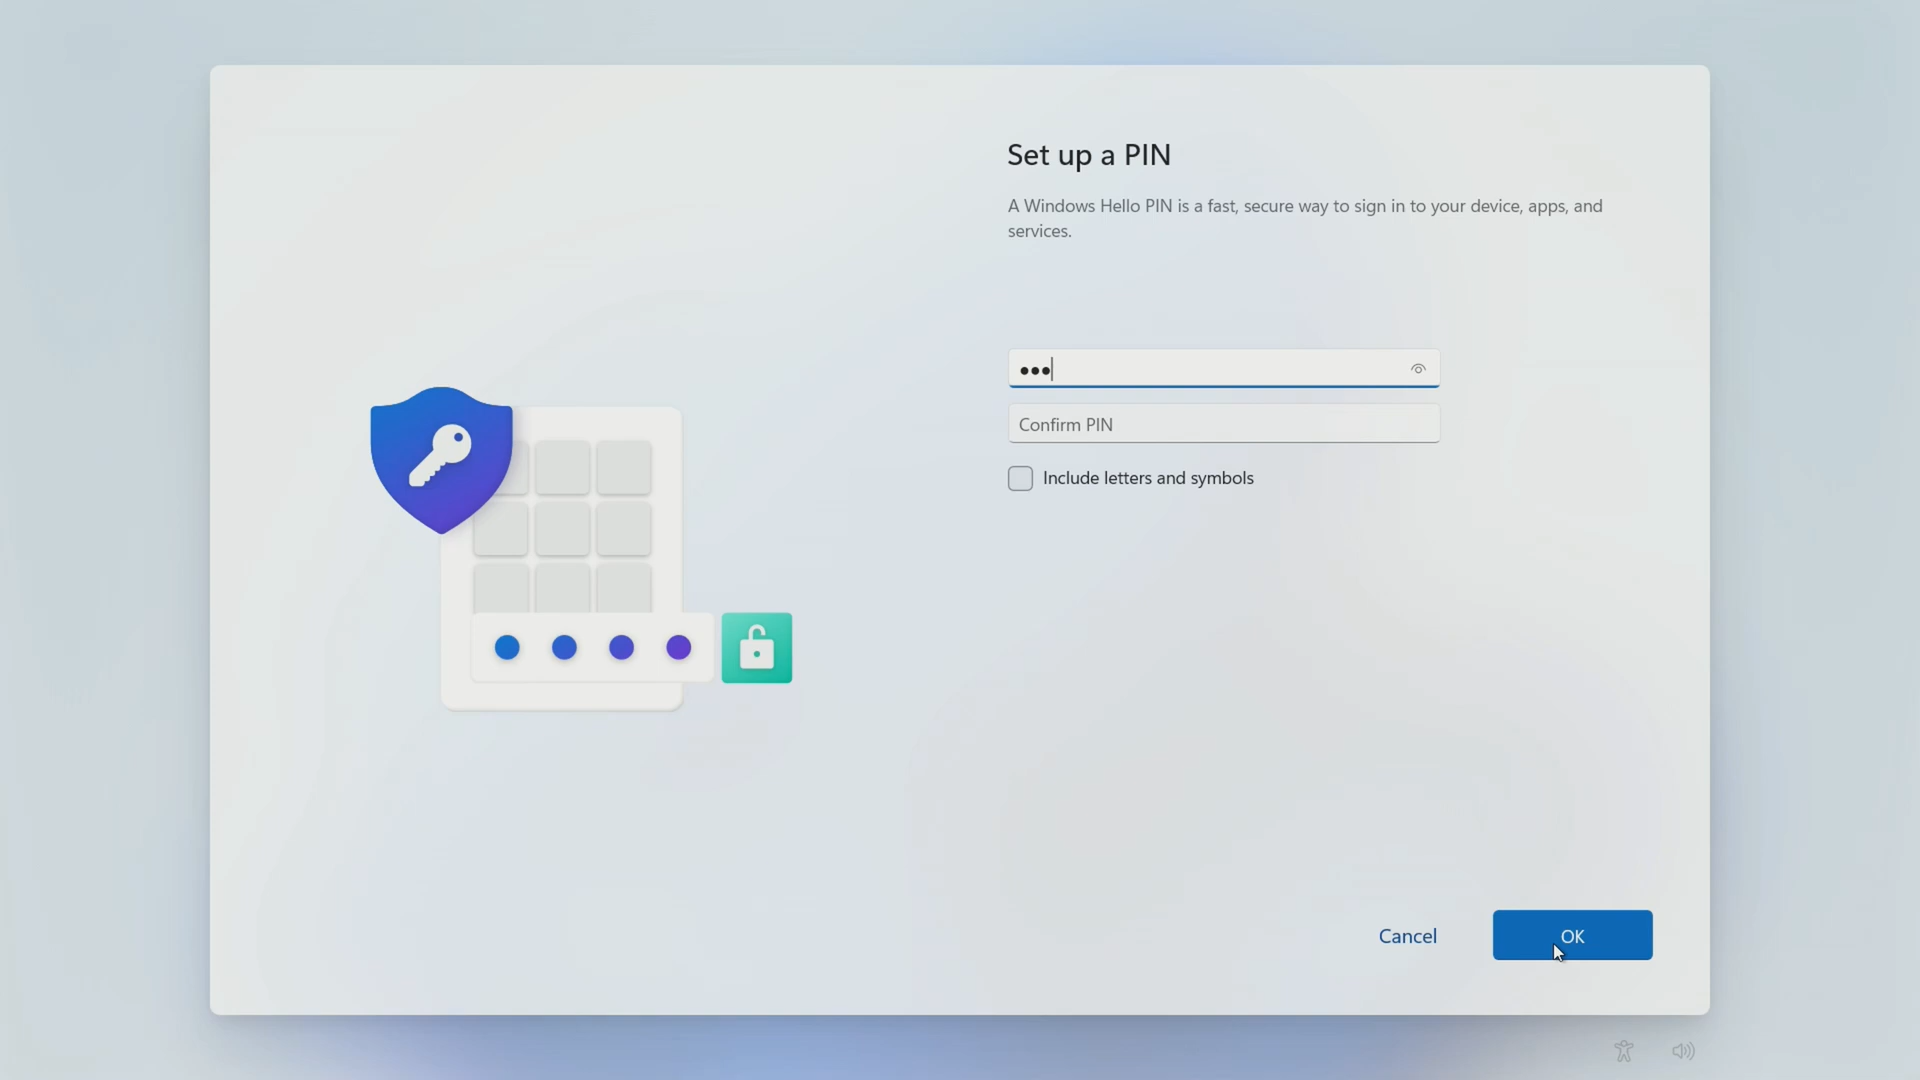 Set up a PIN
A Windows Hello PIN is a fast, secure way to sign in to your device, apps, and
services.
•••
Confirm PIN
Include letters and symbols
Cancel
OK